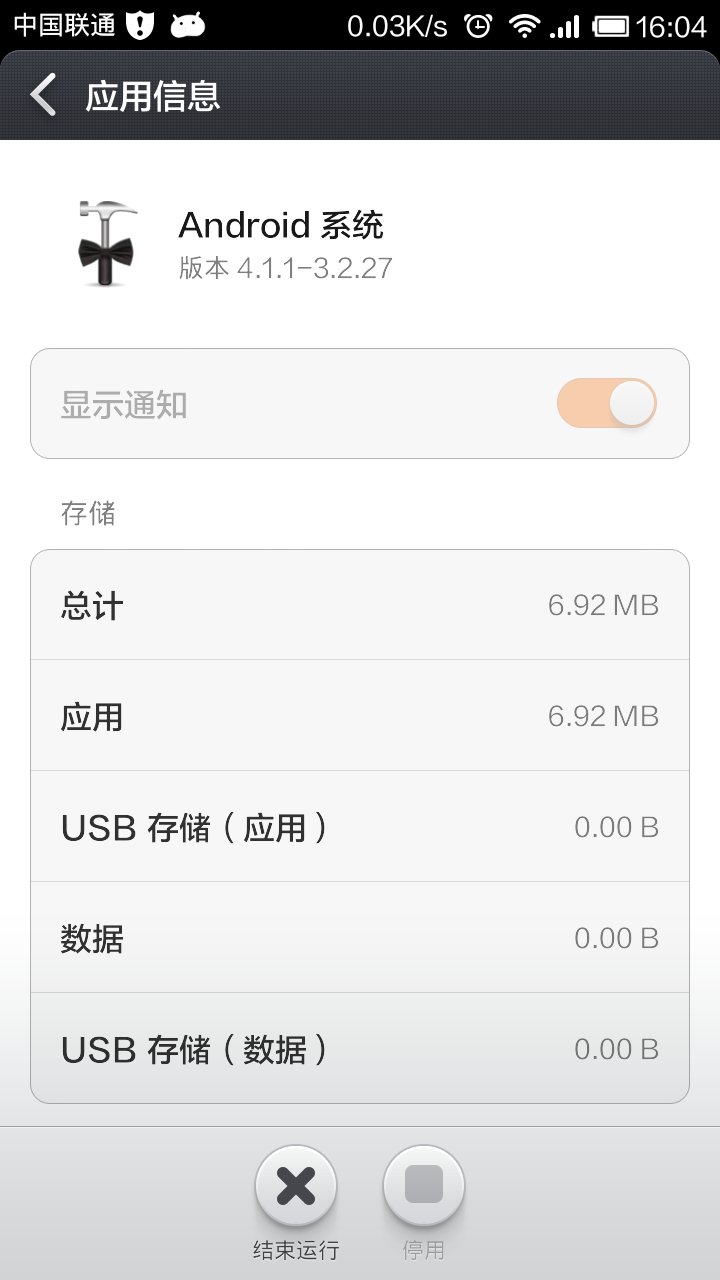 中国联通 0.03K/s 16:04
应用信息
Android 系统
版本 4.1.1-3.2.27
显示通知
存储
总计 6.92 MB
应用 6.92 MB
USB 存储（应用） 0.00 B
数据 0.00 B
USB 存储（数据） 0.00 B
结束运行 停用